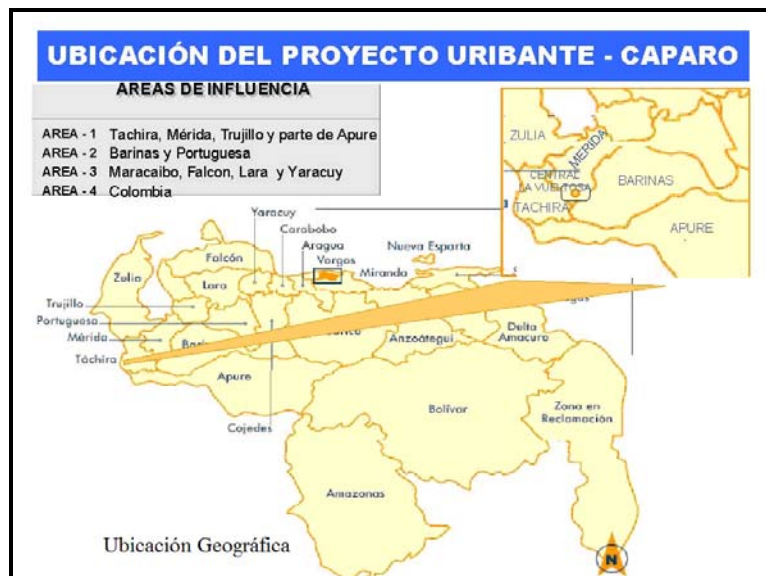 UBICACIÓN DEL PROYECTO URIBANTE - CAPARO
AREAS DE INFLUENCIA
AREA - 1 Tachira, Mérida, Trujillo y parte de Apure
AREA - 2 Barinas y Portuguesa
AREA - 3 Maracaibo, Falcon, Lara y Yaracuy
AREA - 4 Colombia
ZULIA
MERIDA
CENTRAL
LA VUELTOSA
BARINAS
TACHIRA
APURE
Yaracuy
Carabobo
Aragua
Vargas
Nueva Esparta
Miranda
Falcón
Zulia
Lara
Trujillo
Portuguesa
Mérida
Táchira
Anzoátegui
Delta
Amacuro
Apure
Cojedes
Bolívar
Zona en
Reclamación
Amazonas
Ubicación Geográfica
N